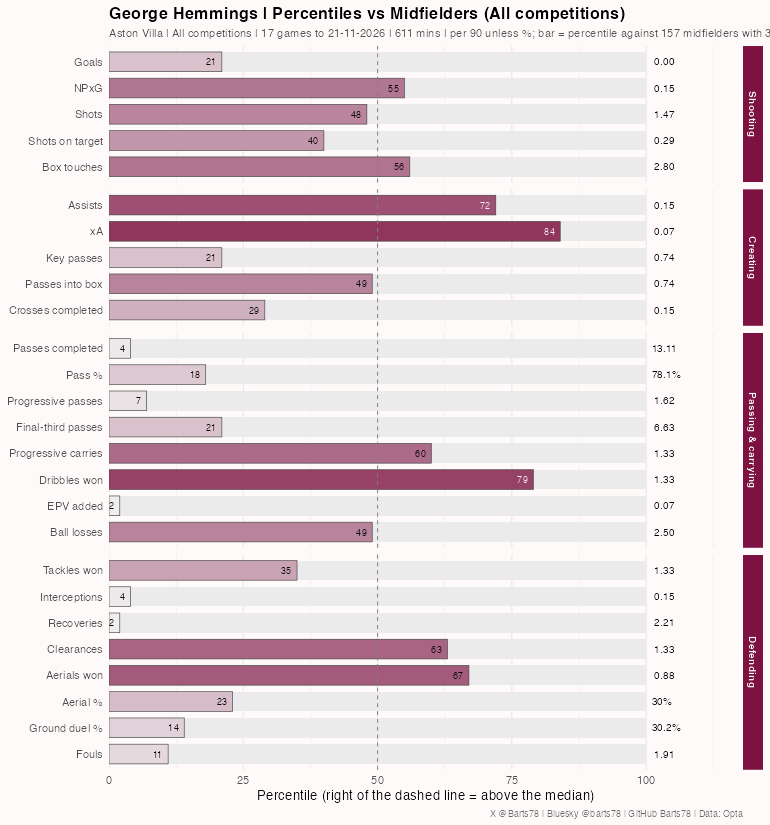 George Hemmings | Percentiles vs Midfielders (All competitions)
Aston Villa | All competitions | 17 games to 21-11-2026 | 611 mins | per 90 unless %; bar = percentile against 157 midfielders with 3
Goals 21 0.00
NPxG 55 0.15
Shots 48 1.47
Shots on target 40 0.29
Box touches 56 2.80
Shooting
Assists 72 0.15
xA 84 0.07
Key passes 21 0.74
Passes into box 49 0.74
Crosses completed 29 0.15
Creating
Passes completed 4 13.11
Pass % 18 78.1%
Progressive passes 7 1.62
Final-third passes 21 6.63
Progressive carries 60 1.33
Dribbles won 79 1.33
EPV added 2 0.07
Ball losses 49 2.50
Passing & carrying
Tackles won 35 1.33
Interceptions 4 0.15
Recoveries 2 2.21
Clearances 63 1.33
Aerials won 67 0.88
Aerial % 23 30%
Ground duel % 14 30.2%
Fouls 11 1.91
Defending
0 25 50 75 100
Percentile (right of the dashed line = above the median)
X @Barts78 | Bluesky @barts78 | GitHub Barts78 | Data: Opta